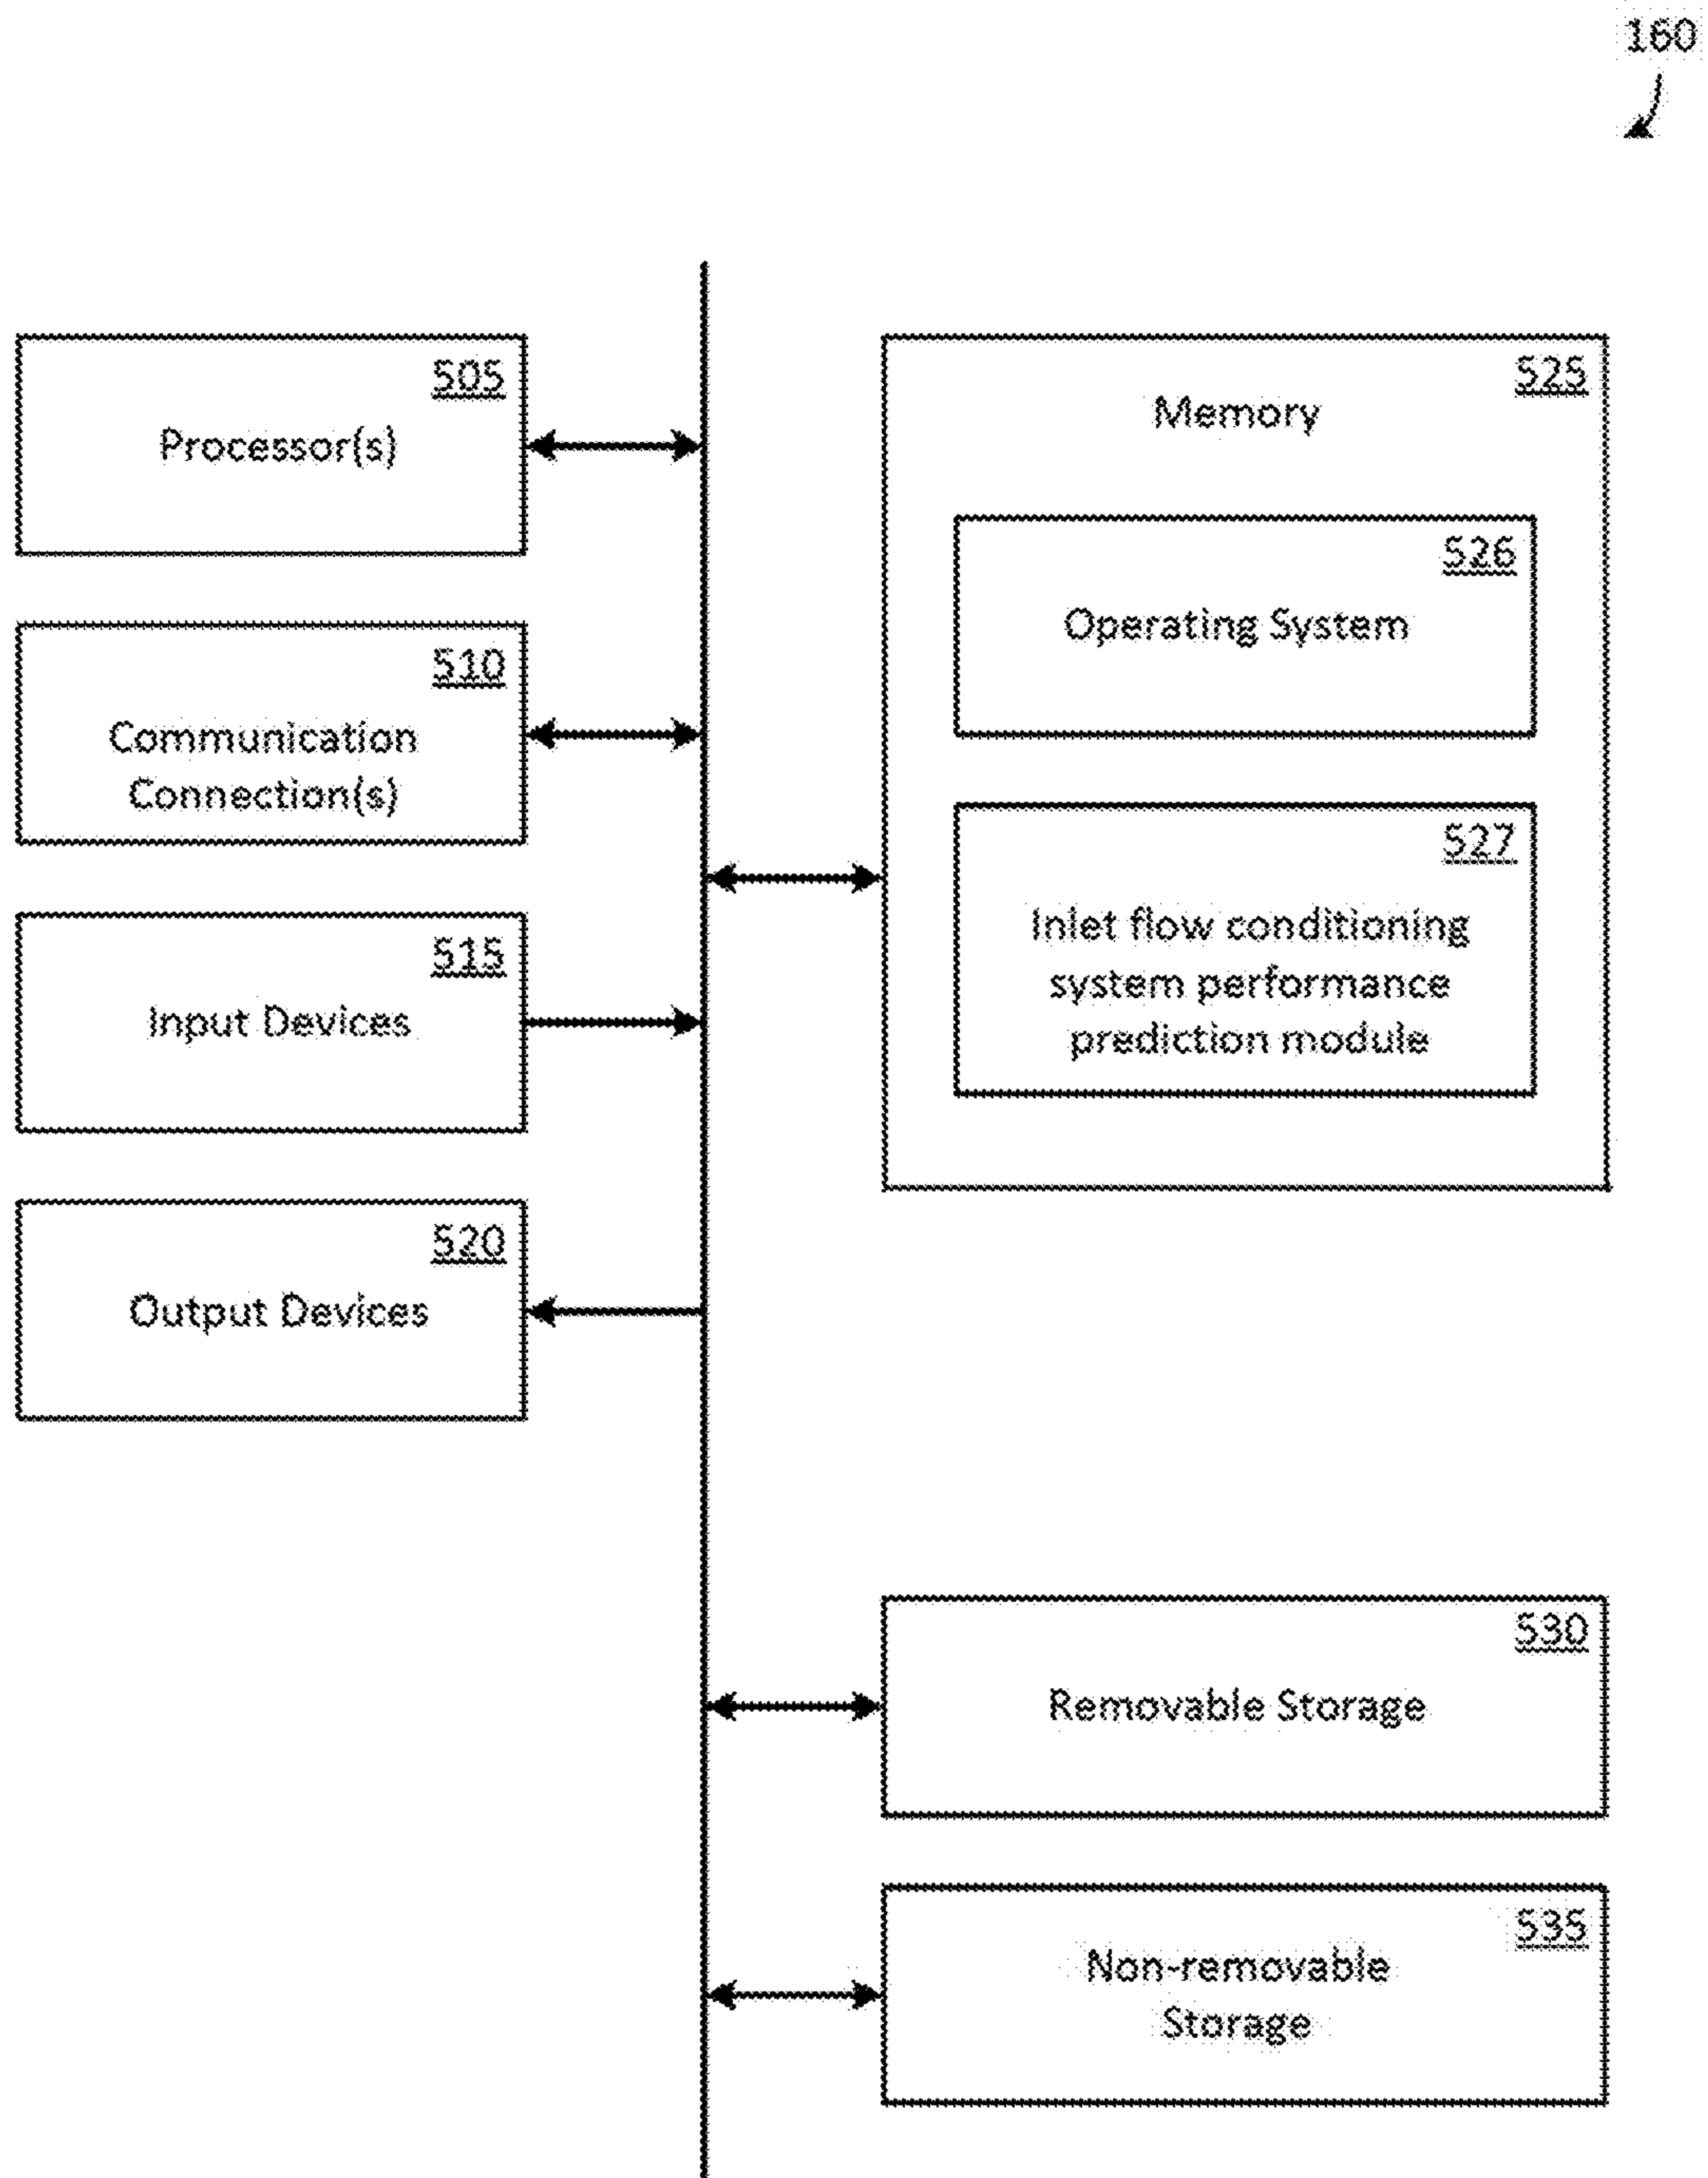 160
505
Processor(s)
510
Communication
Connection(s)
515
Input Devices
520
Output Devices
525
Memory
526
Operating System
527
Inlet flow conditioning
system performance
prediction module
530
Removable Storage
535
Non-removable
Storage